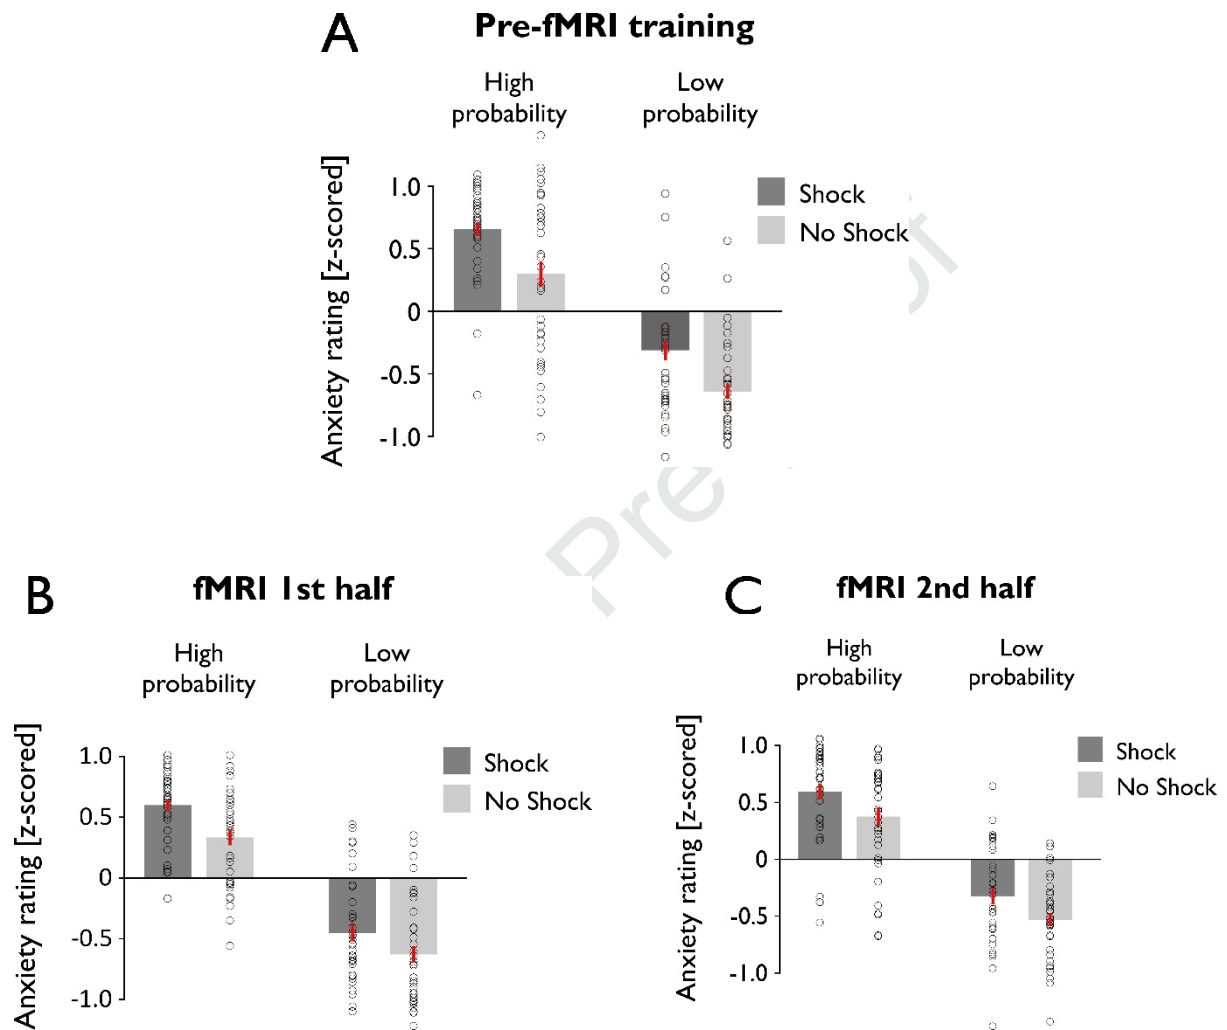 A
Pre-fMRI training
High
probability
Low
probability
Anxiety rating [z-scored]
1.0
0.5
0
-0.5
-1.0
Shock
No Shock
Pre
f
B
fMRI 1st half
High
probability
Low
probability
Anxiety rating [z-scored]
1.0
0.5
0
-0.5
-1.0
Shock
No Shock
C
fMRI 2nd half
High
probability
Low
probability
Anxiety rating [z-scored]
1.0
0.5
0
-0.5
-1.0
Shock
No Shock